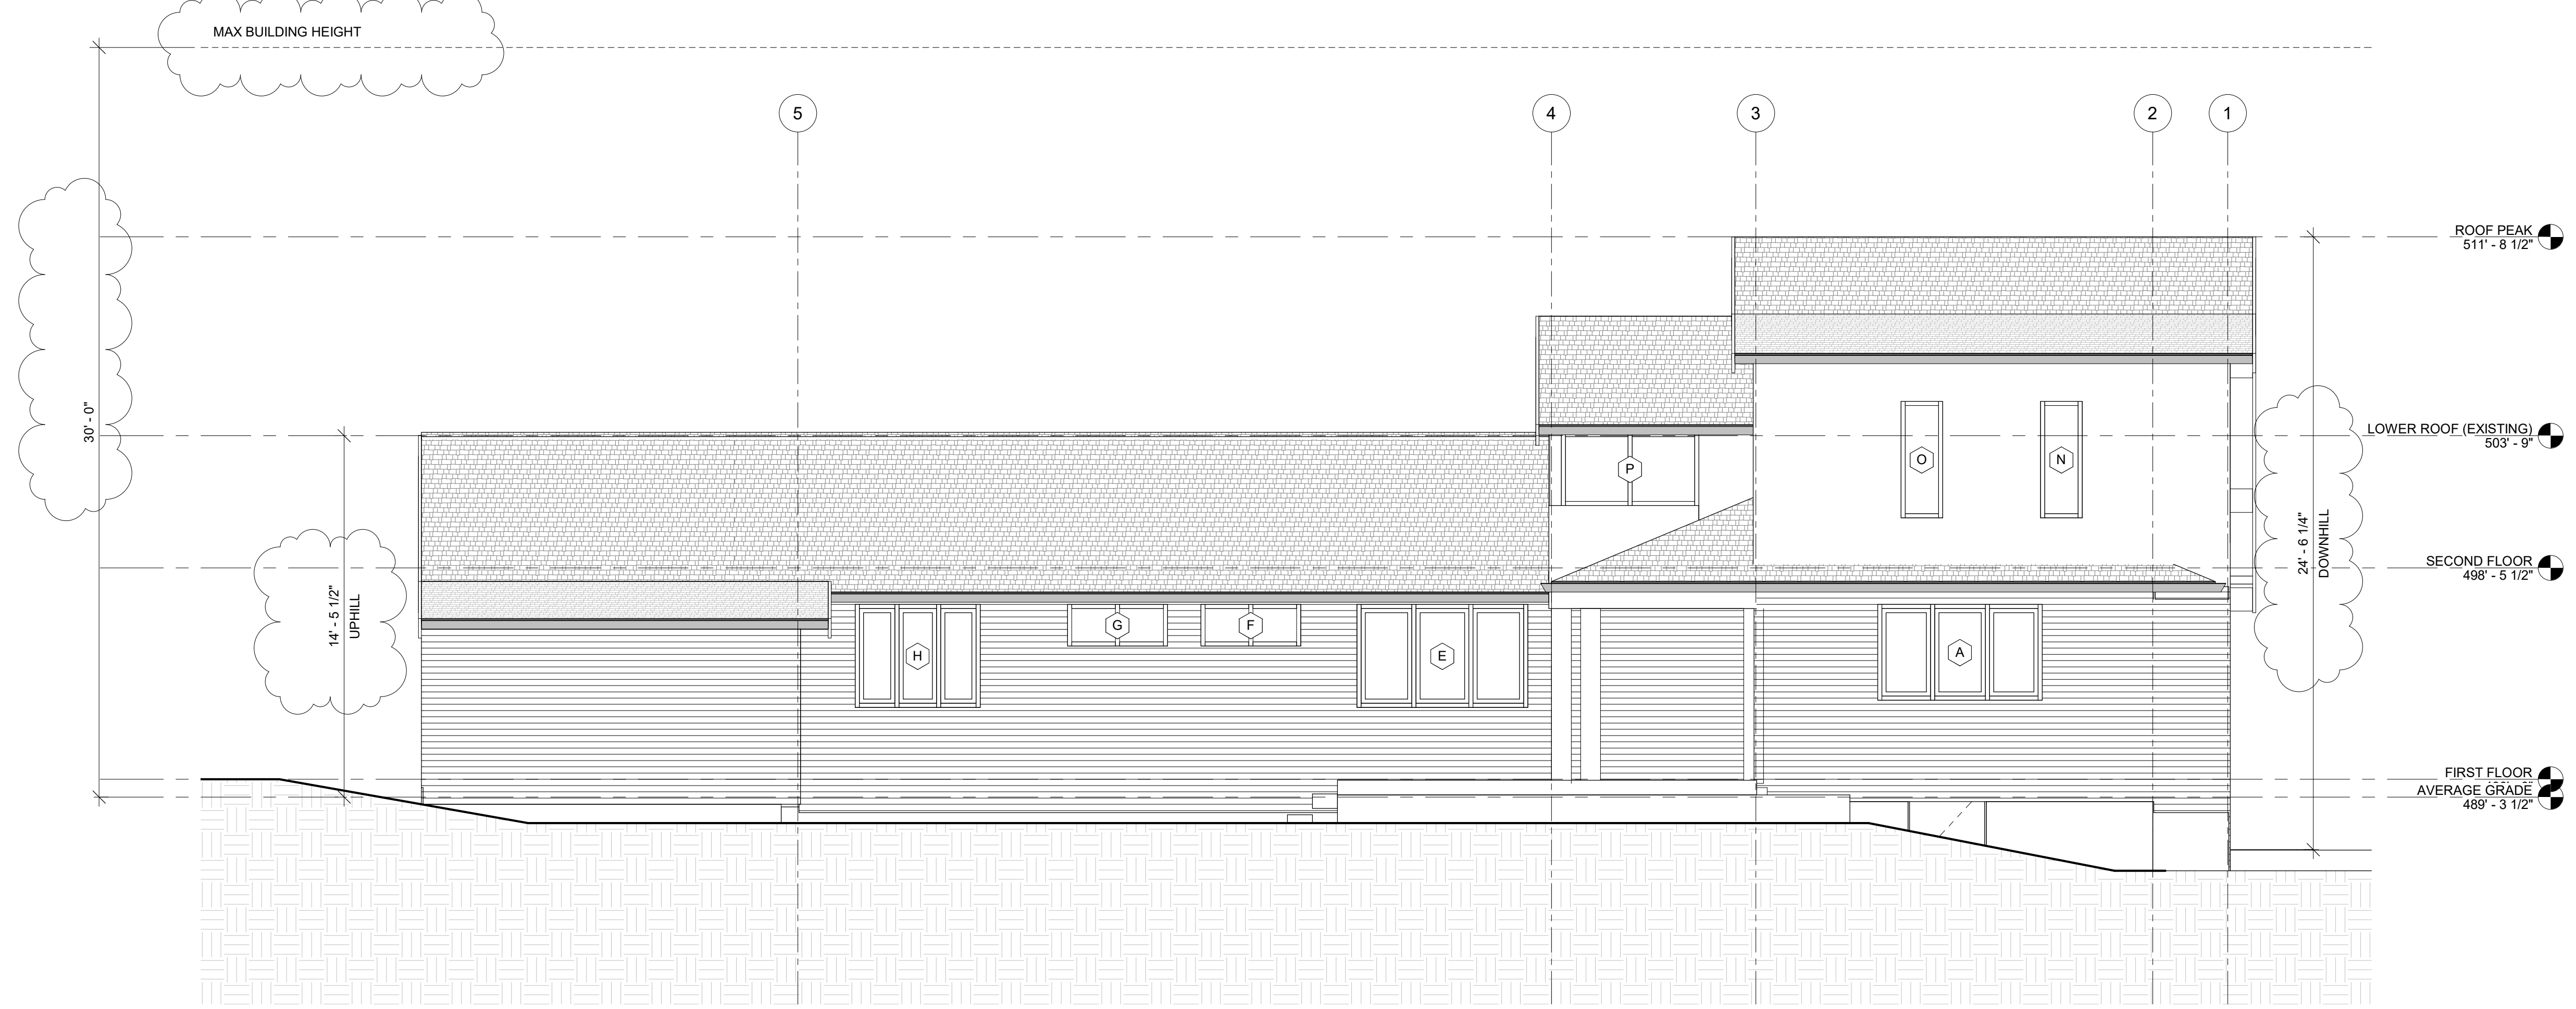 MAX BUILDING HEIGHT
5
4
3
2
1
ROOF PEAK
511' - 8 1/2"
30' - 0"
LOWER ROOF (EXISTING)
503' - 9"
P
O
N
SECOND FLOOR
498' - 5 1/2"
24' - 6 1/4"
DOWNHILL
14' - 5 1/2"
UPHILL
H
G
F
E
A
FIRST FLOOR
AVERAGE GRADE
489' - 3 1/2"